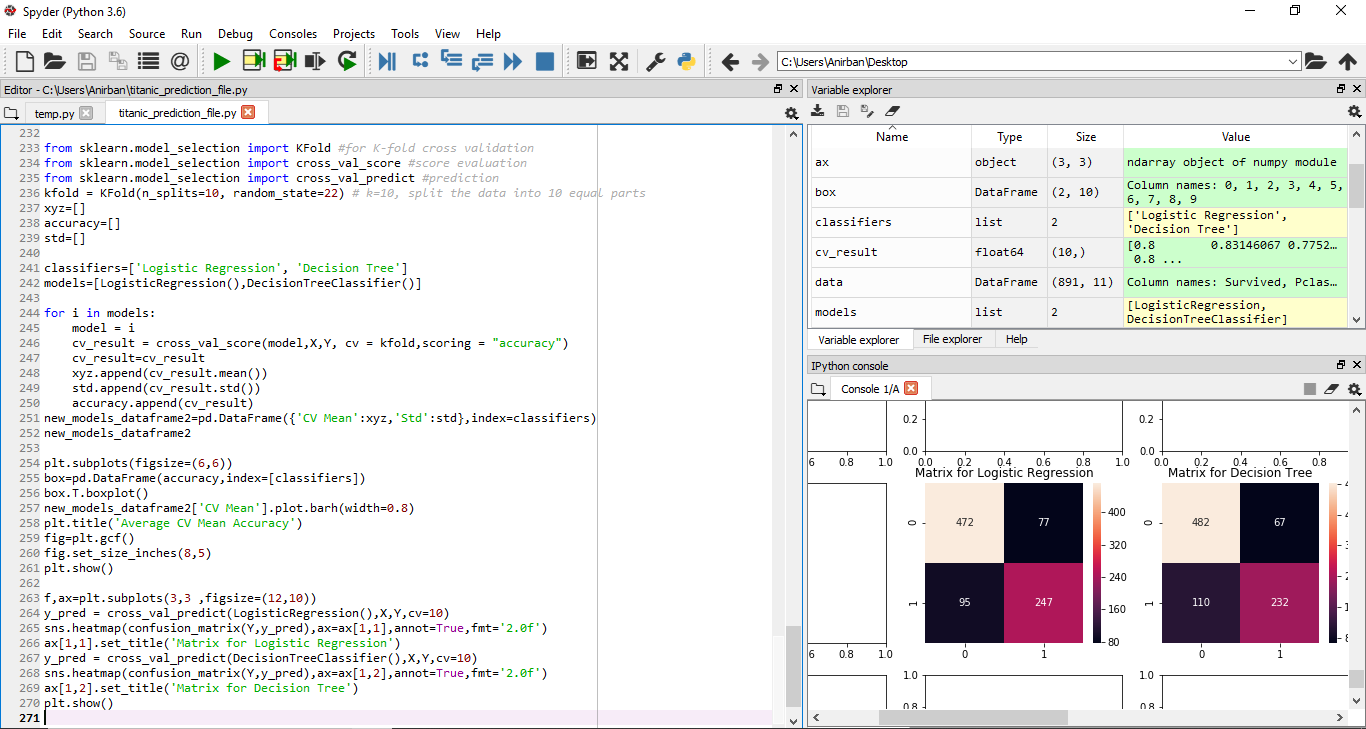 Spyder (Python 3.6)
File Edit Search Source Run Debug Consoles Projects Tools View Help
C:\Users\Anirban\Desktop
Editor - C:\Users\Anirban\titanic_prediction_file.py
temp.py titanic_prediction_file.py
232
233 from sklearn.model_selection import KFold #for K-fold cross validation
234 from sklearn.model_selection import cross_val_score #score evaluation
235 from sklearn.model_selection import cross_val_predict #prediction
236 kfold = KFold(n_splits=10, random_state=22) # k=10, split the data into 10 equal parts
237 xyz=[]
238 accuracy=[]
239 std=[]
240
241 classifiers=['Logistic Regression', 'Decision Tree']
242 models=[LogisticRegression(),DecisionTreeClassifier()]
243
244 for i in models:
245     model = i
246     cv_result = cross_val_score(model,X,Y, cv = kfold,scoring = "accuracy")
247     cv_result=cv_result
248     xyz.append(cv_result.mean())
249     std.append(cv_result.std())
250     accuracy.append(cv_result)
251 new_models_dataframe2=pd.DataFrame({'CV Mean':xyz,'Std':std},index=classifiers)
252 new_models_dataframe2
253
254 plt.subplots(figsize=(6,6))
255 box=pd.DataFrame(accuracy,index=[classifiers])
256 box.T.boxplot()
257 new_models_dataframe2['CV Mean'].plot.barh(width=0.8)
258 plt.title('Average CV Mean Accuracy')
259 fig=plt.gcf()
260 fig.set_size_inches(8,5)
261 plt.show()
262
263 f,ax=plt.subplots(3,3 ,figsize=(12,10))
264 y_pred = cross_val_predict(LogisticRegression(),X,Y,cv=10)
265 sns.heatmap(confusion_matrix(Y,y_pred),ax=ax[1,1],annot=True,fmt='2.0f')
266 ax[1,1].set_title('Matrix for Logistic Regression')
267 y_pred = cross_val_predict(DecisionTreeClassifier(),X,Y,cv=10)
268 sns.heatmap(confusion_matrix(Y,y_pred),ax=ax[1,2],annot=True,fmt='2.0f')
269 ax[1,2].set_title('Matrix for Decision Tree')
270 plt.show()
271
Variable explorer
Name Type Size Value
ax object (3, 3) ndarray object of numpy module
box DataFrame (2, 10) Column names: 0, 1, 2, 3, 4, 5,
6, 7, 8, 9
classifiers list 2 ['Logistic Regression',
'Decision Tree']
cv_result float64 (10,) [0.8 0.83146067 0.7752…
0.8 ...
data DataFrame (891, 11) Column names: Survived, Pclas…
models list 2 [LogisticRegression,
DecisionTreeClassifier]
Variable explorer File explorer Help
IPython console
Console 1/A
0.2 0.2
0.0 0.0
6 0.8 1.0 0.0 0.2 0.4 0.6 0.8 1.0 0.0 0.2 0.4 0.6 0.8
Matrix for Logistic Regression Matrix for Decision Tree
0 472 77 400 0 482 67
320
240
1 95 247 160 1 110 232
80
6 0.8 1.0 0 1 0 1
1.0 1.0
0.8 0.8